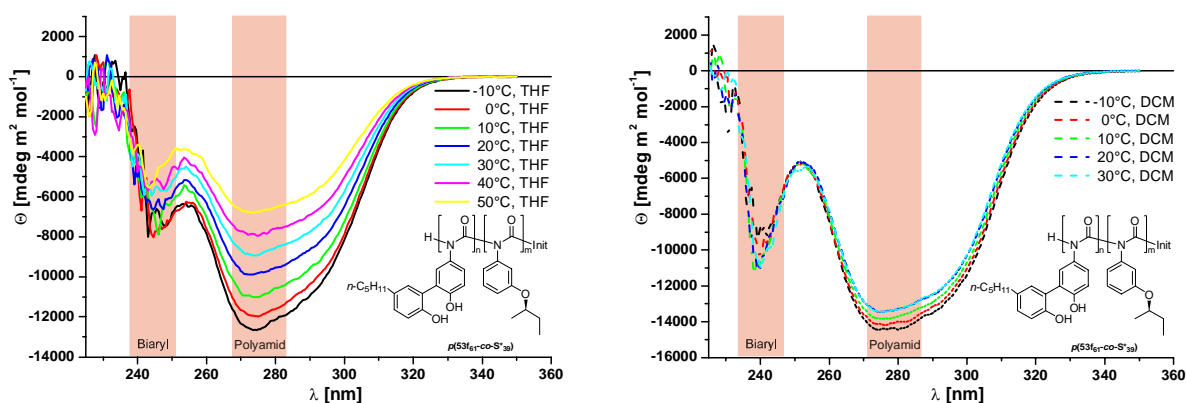 2000
0
-2000
-4000
-6000
-8000
-10000
-12000
-14000
240
260
280
300
320
340
360
Θ [mdeg m² mol⁻¹]
λ [nm]
Biaryl
Polyamid
-10°C, THF
0°C, THF
10°C, THF
20°C, THF
30°C, THF
40°C, THF
50°C, THF
H
N
O
n
N
O
m
Init
n-C₅H₁₁
OH
OH
O
p(53f₆₁-co-S*₃₉)
2000
0
-2000
-4000
-6000
-8000
-10000
-12000
-14000
-16000
240
260
280
300
320
340
360
Θ [mdeg m² mol⁻¹]
λ [nm]
Biaryl
Polyamid
-10°C, DCM
0°C, DCM
10°C, DCM
20°C, DCM
30°C, DCM
H
N
O
n
N
O
m
Init
n-C₅H₁₁
OH
OH
O
p(53f₆₁-co-S*₃₉)